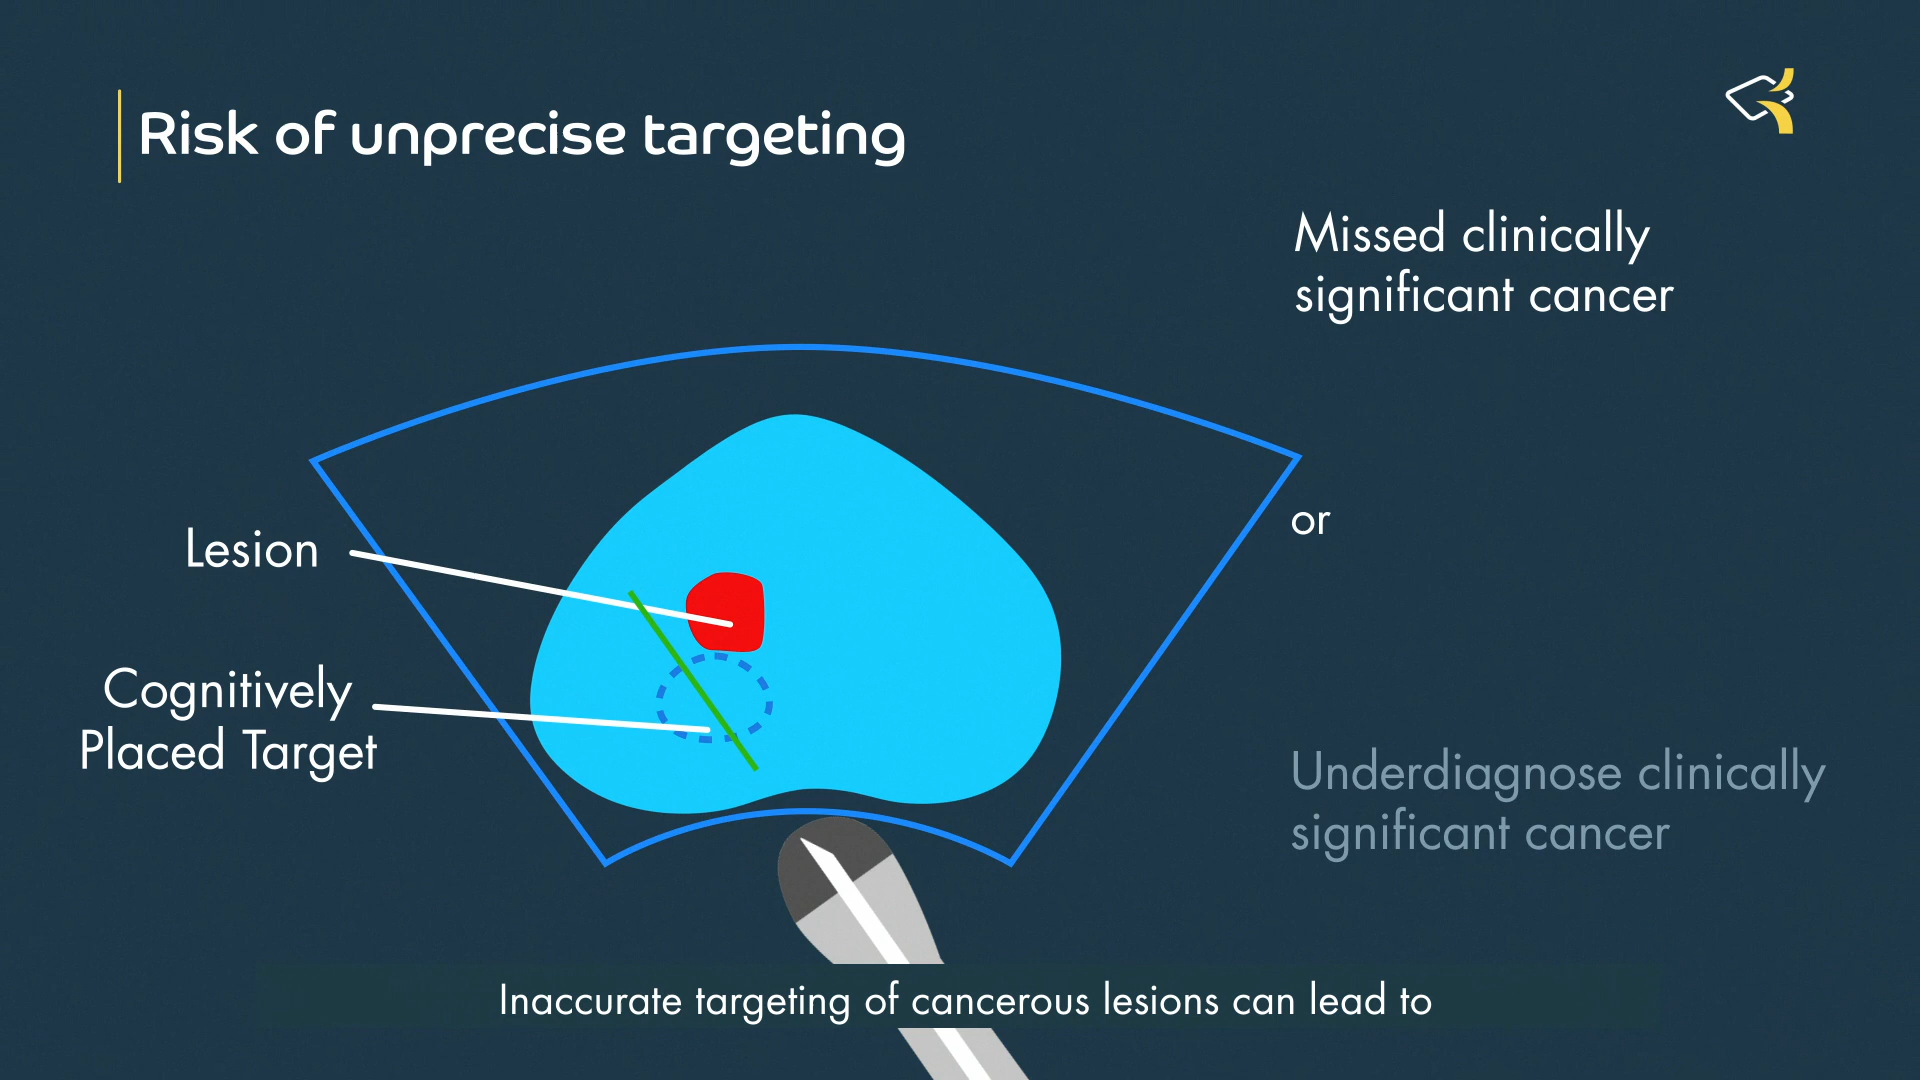 Risk of unprecise targeting
Missed clinically
significant cancer
or
Lesion
Cognitively
Placed Target
Underdiagnose clinically
significant cancer
Inaccurate targeting of cancerous lesions can lead to